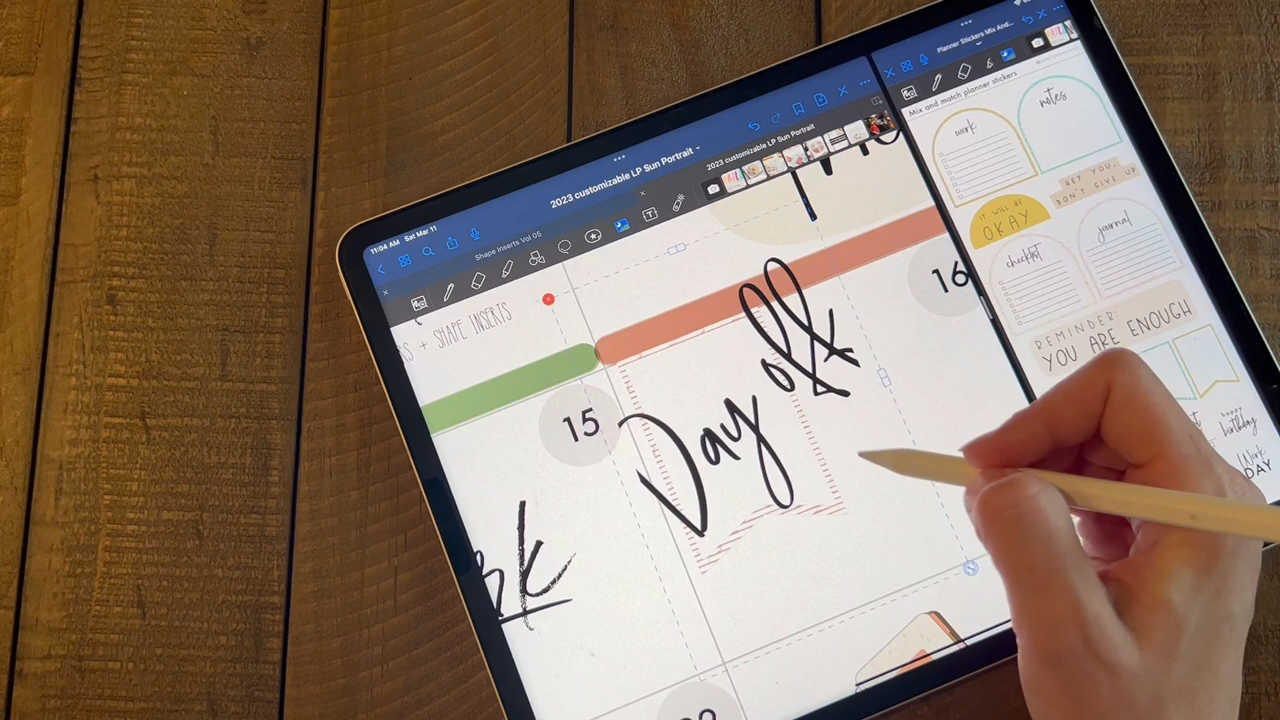 11:04 AM Sat Mar 11
2023 customizable LP Sun Portrait
Shape Inserts Vol 05
2023 customizable LP Sun Portrait
RS + SHAPE INSERTS
15
16
Day off
Planner Stickers Mix And...
Mix and match planner stickers
work
notes
IT WILL BE
OKAY
HEY YOU,
DON'T GIVE UP
checklist
journal
REMINDER:
YOU ARE ENOUGH
happy
birthday
Work
DAY